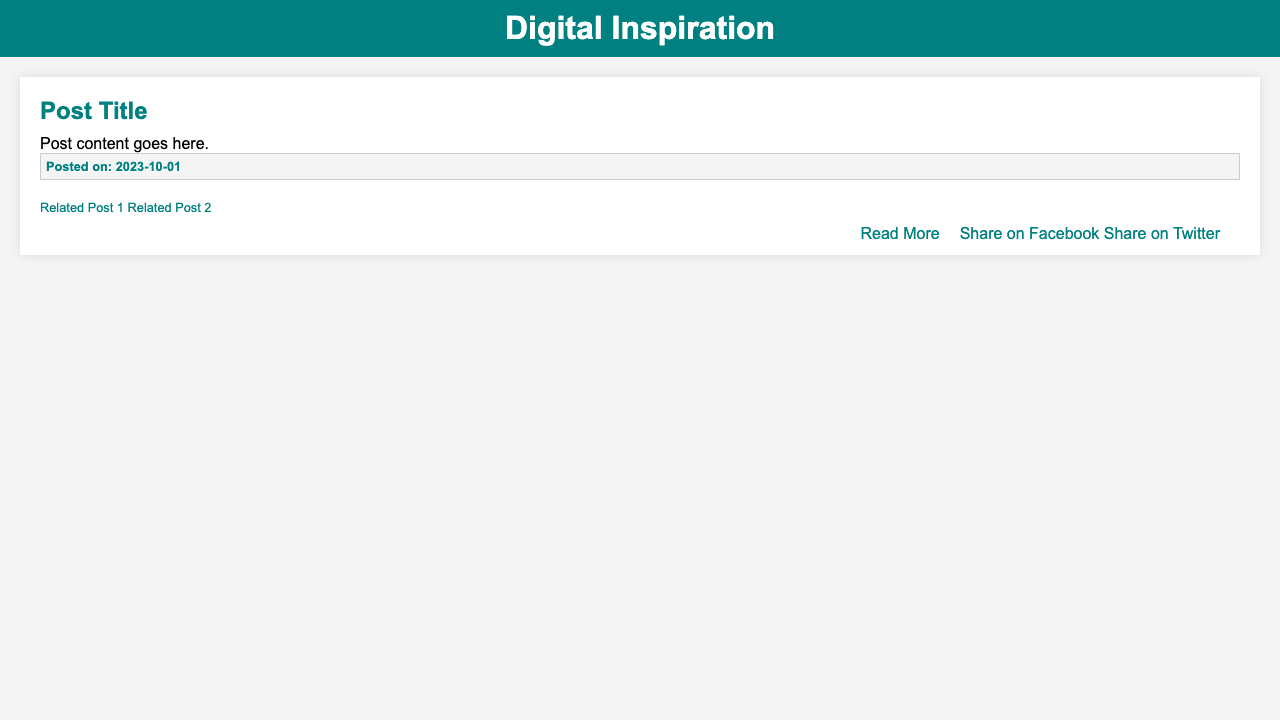 Digital Inspiration
Post Title
Post content goes here.
Posted on: 2023-10-01
Related Post 1 Related Post 2
Read More Share on Facebook Share on Twitter